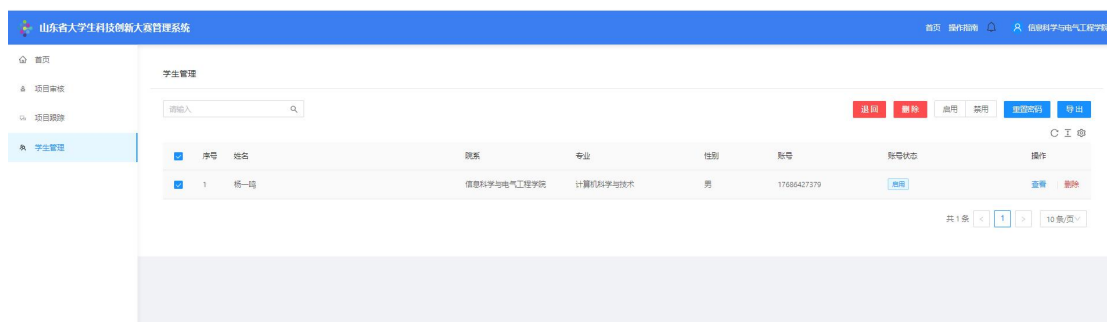 山东省大学生科技创新大赛管理系统 首页 操作指南 信息科学与电气工程学院
首页
项目审核
项目跟踪
学生管理
学生管理
请输入 退回 删除 启用 禁用 重置密码 导出
序号 姓名 院系 专业 性别 账号 账号状态 操作
1 杨一鸣 信息科学与电气工程学院 计算机科学与技术 男 17686427379 启用 查看 删除
共1条 < 1 > 10条/页